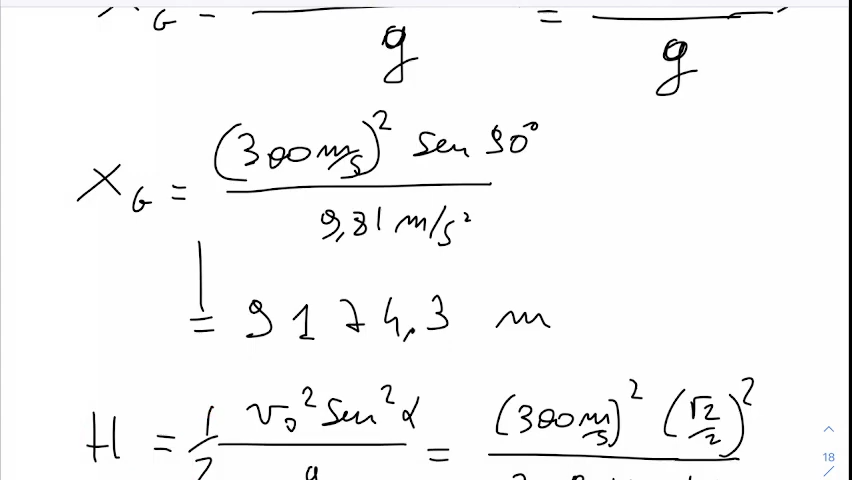 X_G = ——— = ———
g g
X_G = (300 m/s)² sen 90°
9,81 m/s²
= 9174,3 m
H = 1/2 v₀² sen² α / g = (300 m/s)² (√2/2)²
18